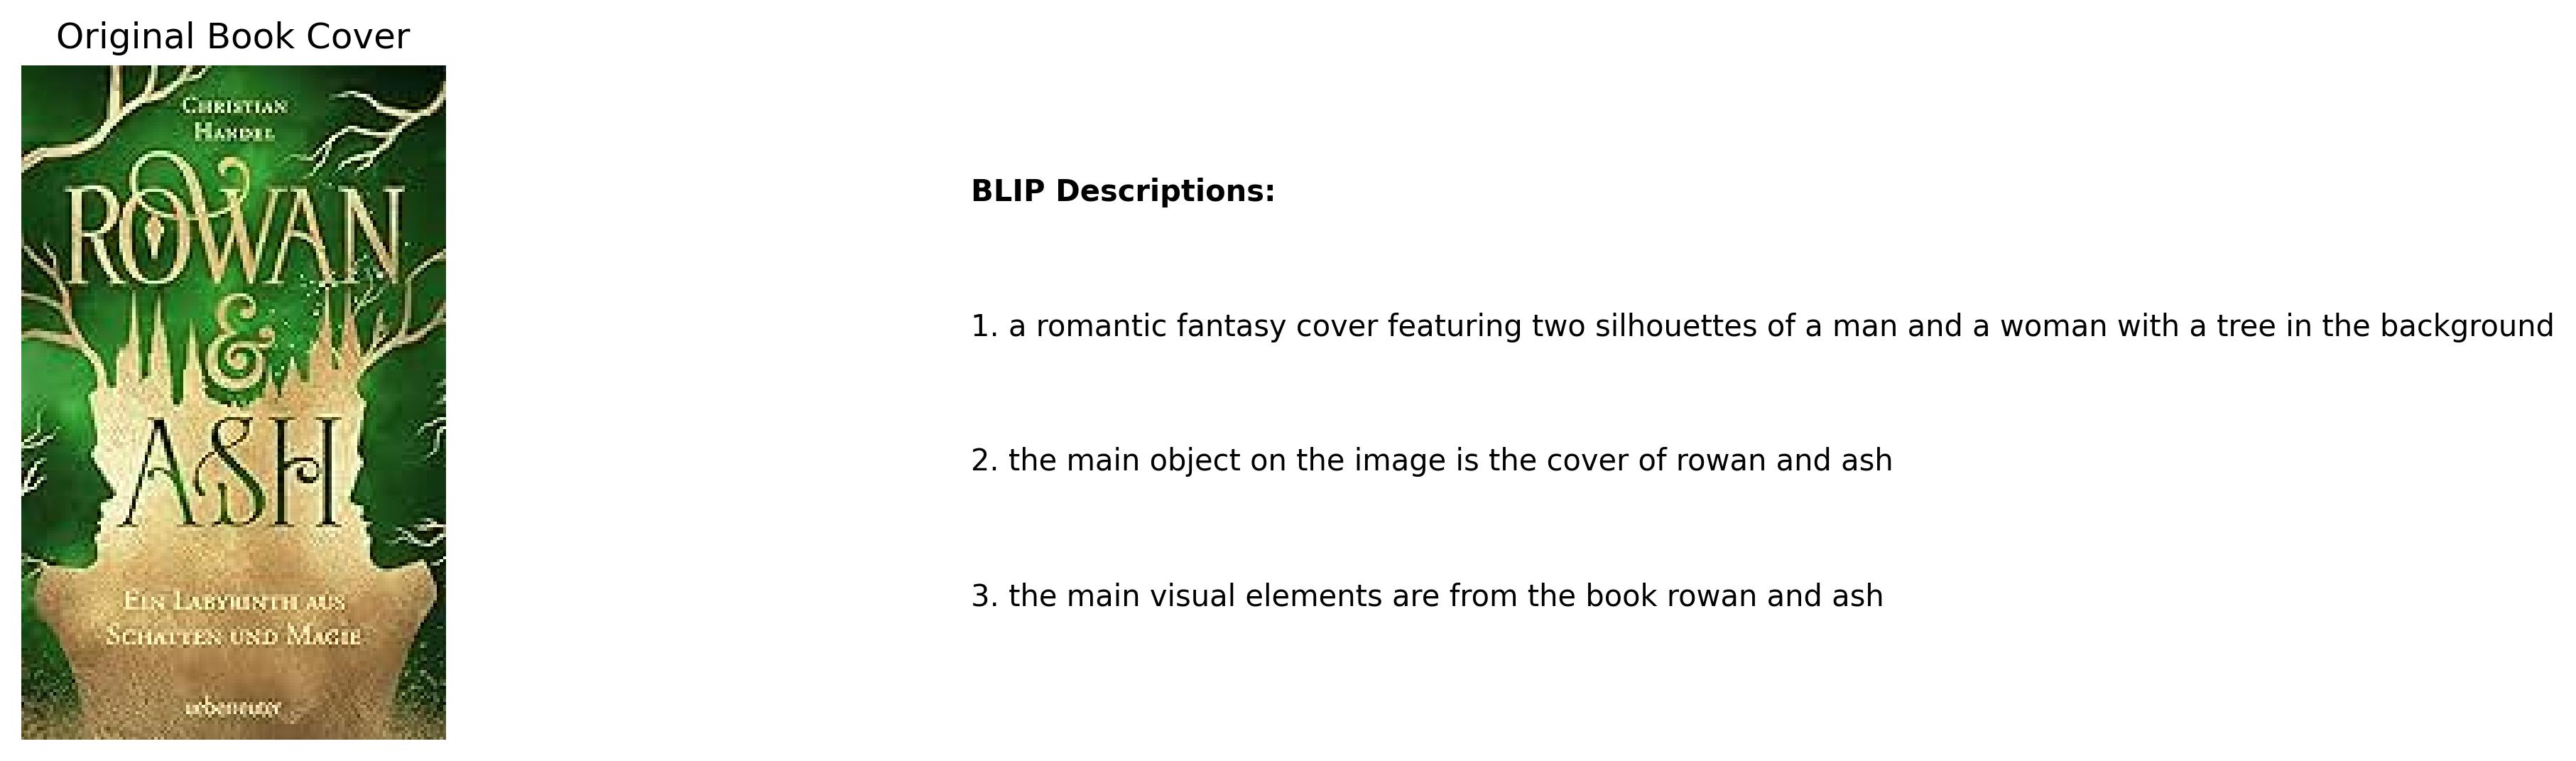 Original Book Cover
CHRISTIAN
HANDEL
ROWAN
&
ASH
EIN LABYRINTH AUS
SCHATTEN UND MAGIE
ueberreuter
BLIP Descriptions:
1. a romantic fantasy cover featuring two silhouettes of a man and a woman with a tree in the background
2. the main object on the image is the cover of rowan and ash
3. the main visual elements are from the book rowan and ash